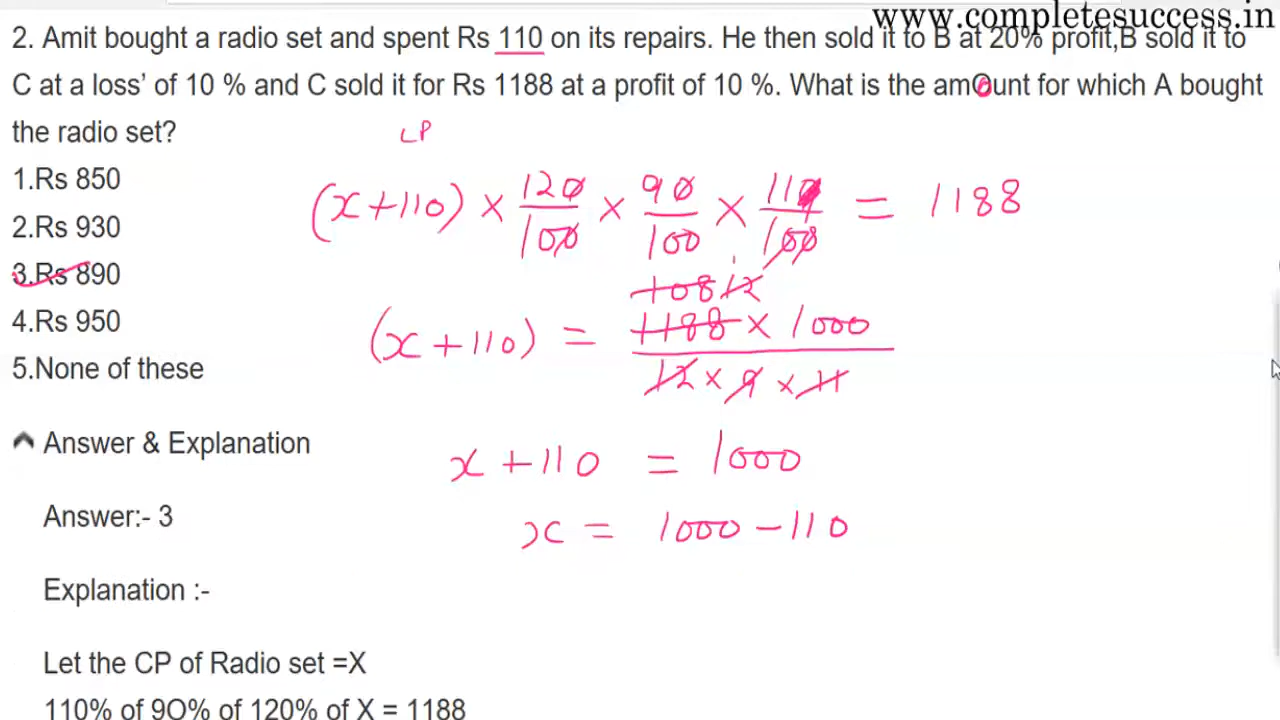 www.completesuccess.in
2. Amit bought a radio set and spent Rs 110 on its repairs. He then sold it to B at 20% profit,B sold it to
C at a loss’ of 10 % and C sold it for Rs 1188 at a profit of 10 %. What is the amount for which A bought
the radio set?
CP
1.Rs 850
(x+110) × 120/100 × 90/100 × 110/100 = 1188
2.Rs 930
3.Rs 890
108 12
4.Rs 950
(x+110) = 1188 × 1000 / 12 × 9 × 11
5.None of these
Answer & Explanation
x + 110 = 1000
Answer:- 3
x = 1000 – 110
Explanation :-
Let the CP of Radio set =X
110% of 9O% of 120% of X = 1188